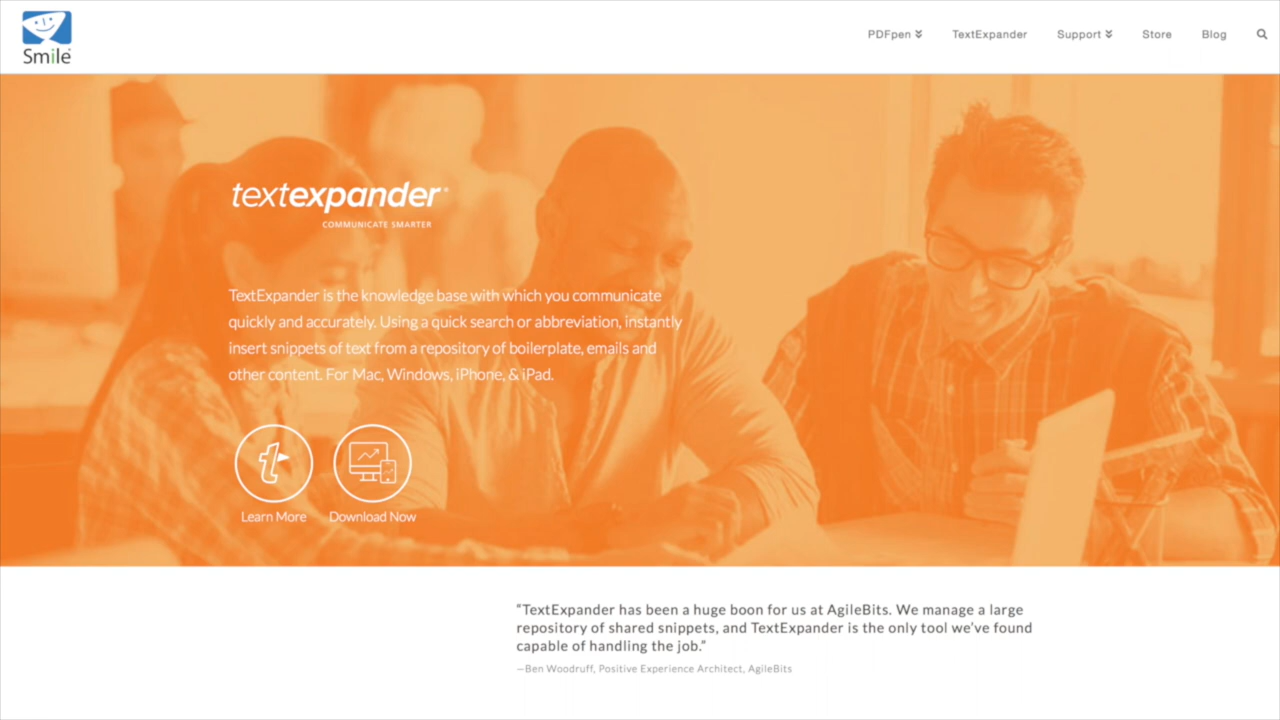 Smile
PDFpen
TextExpander
Support
Store
Blog
textexpander®
COMMUNICATE SMARTER
TextExpander is the knowledge base with which you communicate
quickly and accurately. Using a quick search or abbreviation, instantly
insert snippets of text from a repository of boilerplate, emails and
other content. For Mac, Windows, iPhone, & iPad.
Learn More
Download Now
“TextExpander has been a huge boon for us at AgileBits. We manage a large
repository of shared snippets, and TextExpander is the only tool we’ve found
capable of handling the job.”
—Ben Woodruff, Positive Experience Architect, AgileBits